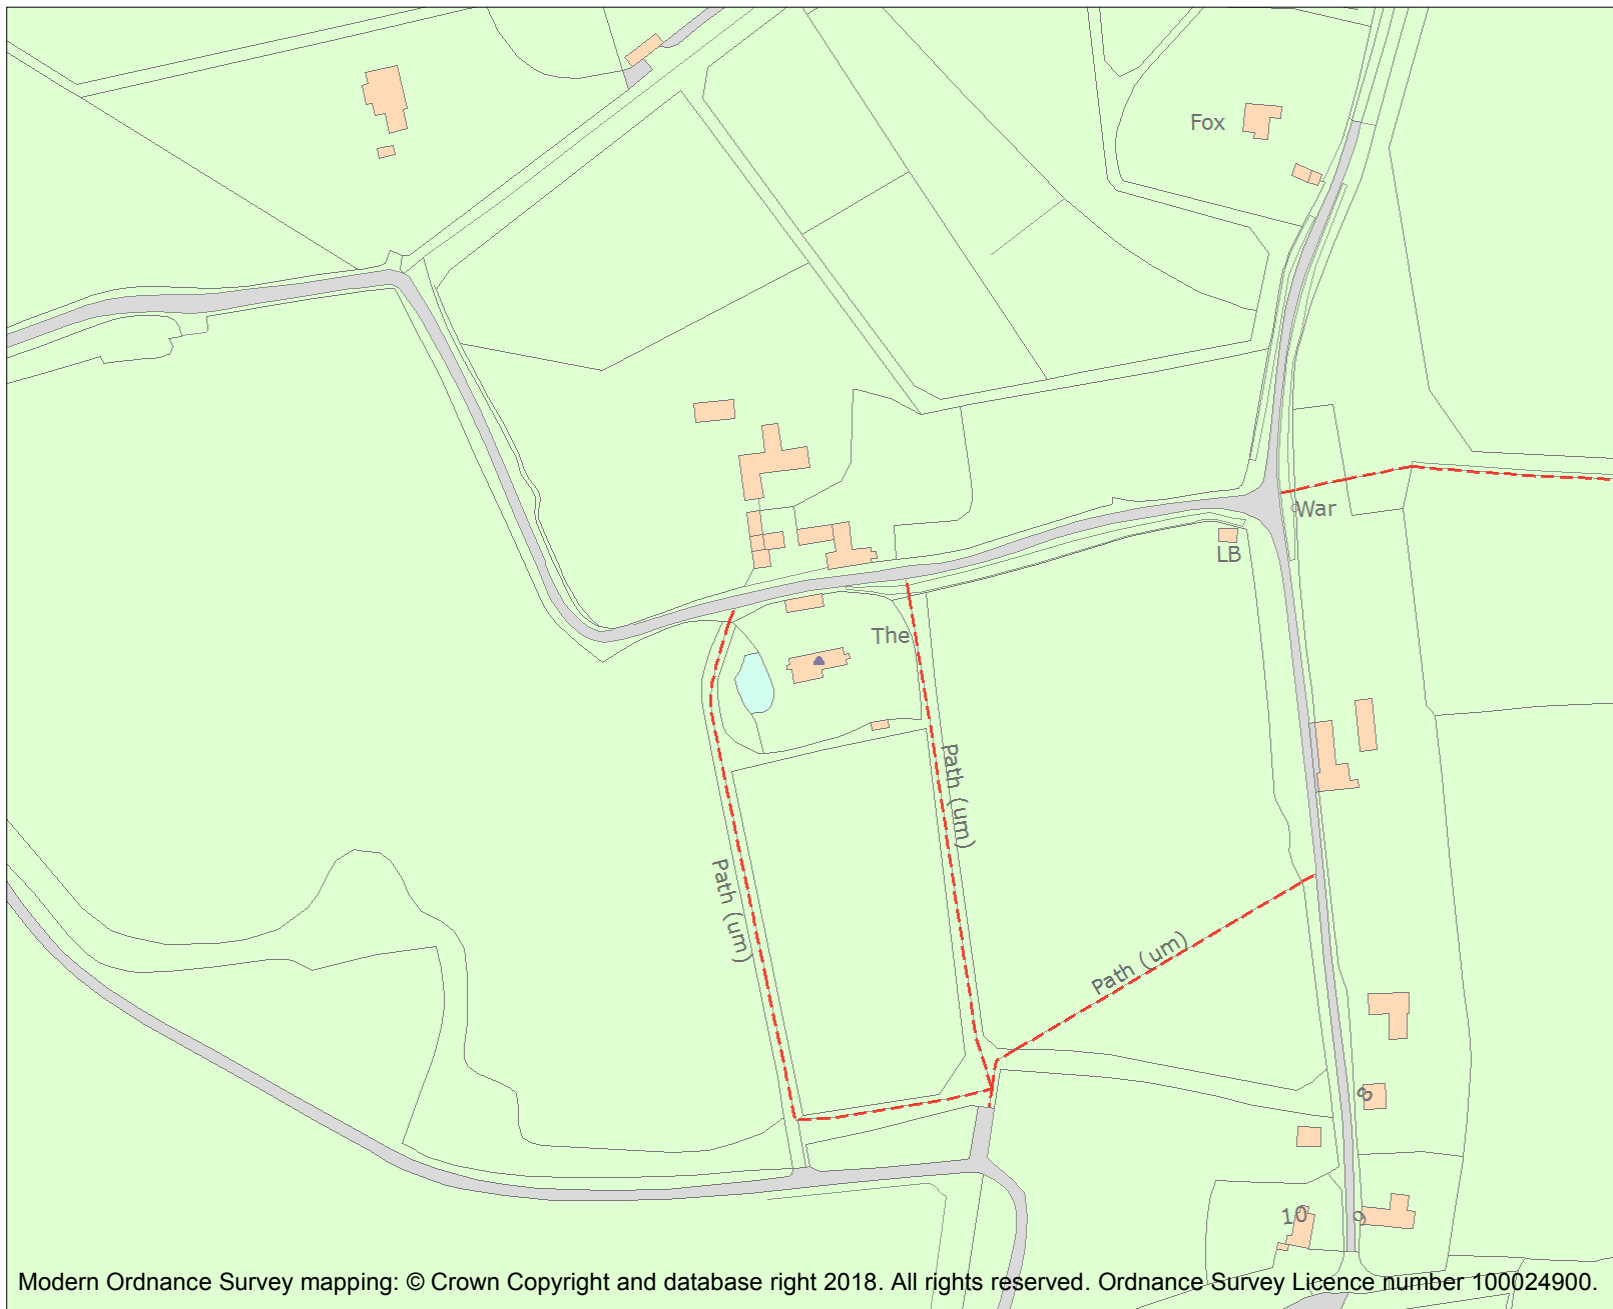 Fox
War
LB
The
Path (um)
Path (um)
Path (um)
8
10
9
Modern Ordnance Survey mapping: © Crown Copyright and database right 2018. All rights reserved. Ordnance Survey Licence number 100024900.